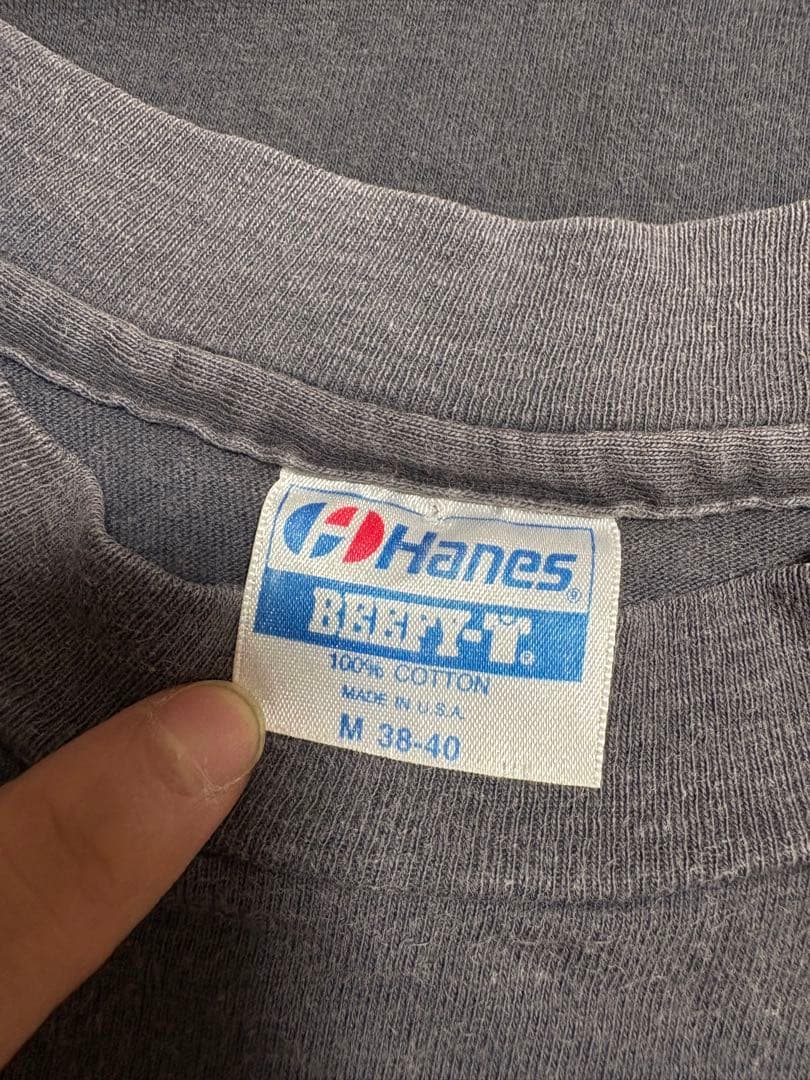 Hanes®
BEEFY-T®
100% COTTON
MADE IN U.S.A.
M 38-40